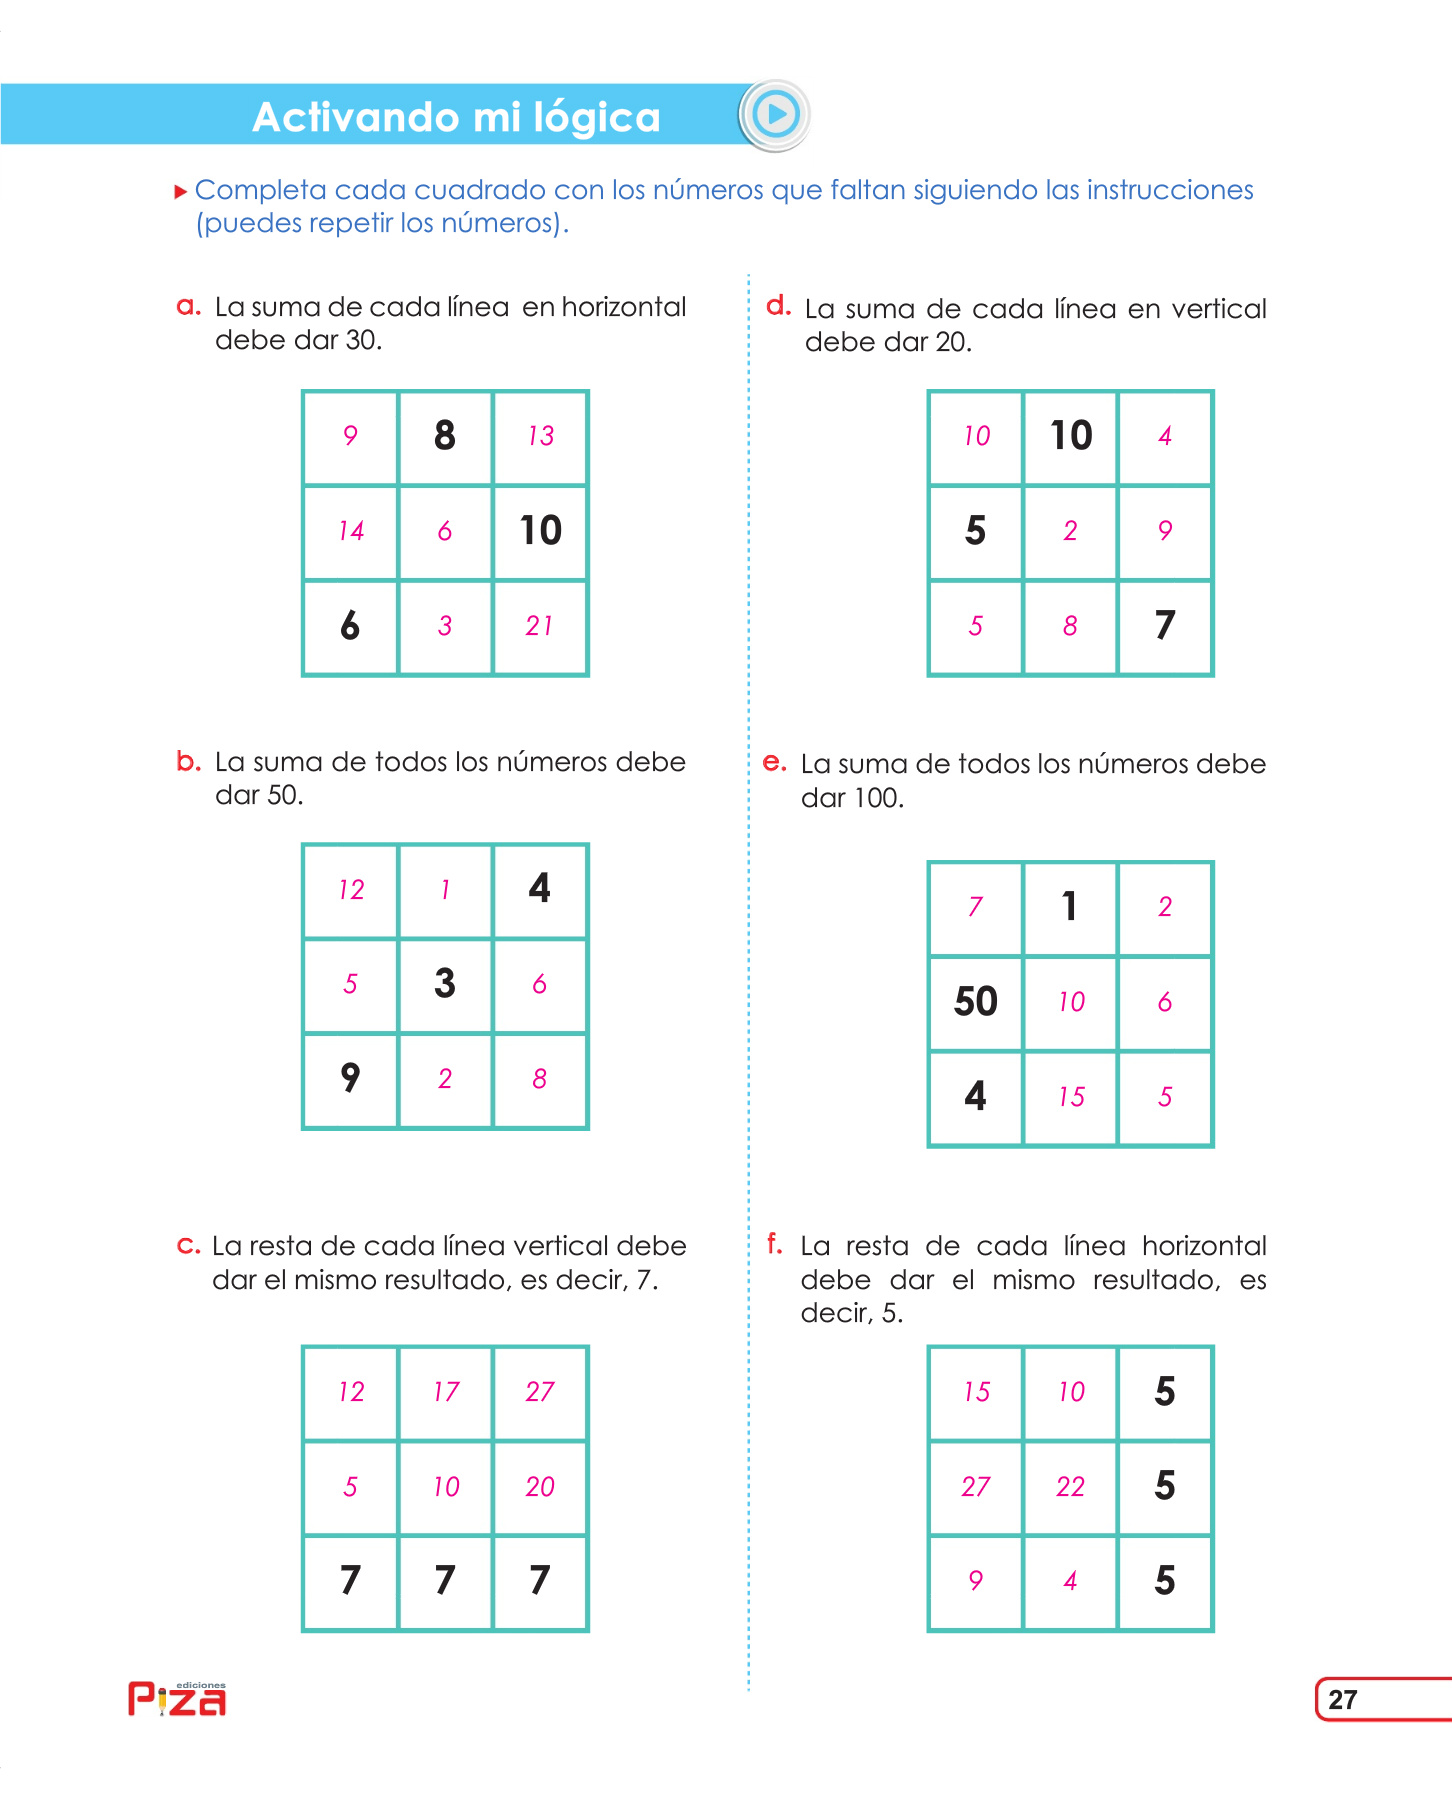 Activando mi lógica
Completa cada cuadrado con los números que faltan siguiendo las instrucciones
(puedes repetir los números).
a. La suma de cada línea en horizontal
debe dar 30.
9 8 13
14 6 10
6 3 21
b. La suma de todos los números debe
dar 50.
12 1 4
5 3 6
9 2 8
c. La resta de cada línea vertical debe
dar el mismo resultado, es decir, 7.
12 17 27
5 10 20
7 7 7
d. La suma de cada línea en vertical
debe dar 20.
10 10 4
5 2 9
5 8 7
e. La suma de todos los números debe
dar 100.
7 1 2
50 10 6
4 15 5
f. La resta de cada línea horizontal
debe dar el mismo resultado, es
decir, 5.
15 10 5
27 22 5
9 4 5
ediciones
Piza
27